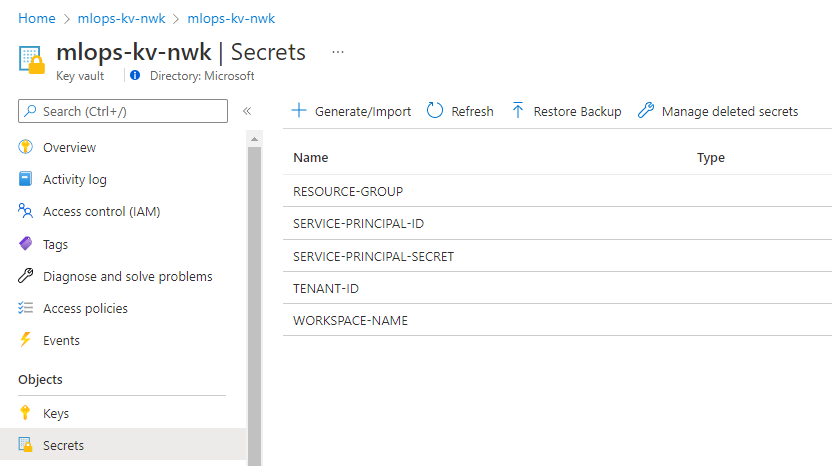 Home > mlops-kv-nwk > mlops-kv-nwk
mlops-kv-nwk | Secrets ...
Key vault
Directory: Microsoft
Search (Ctrl+/)
«
Generate/Import
Refresh
Restore Backup
Manage deleted secrets
Overview
Activity log
Access control (IAM)
Tags
Diagnose and solve problems
Access policies
Events
Objects
Keys
Secrets
Name Type
RESOURCE-GROUP
SERVICE-PRINCIPAL-ID
SERVICE-PRINCIPAL-SECRET
TENANT-ID
WORKSPACE-NAME